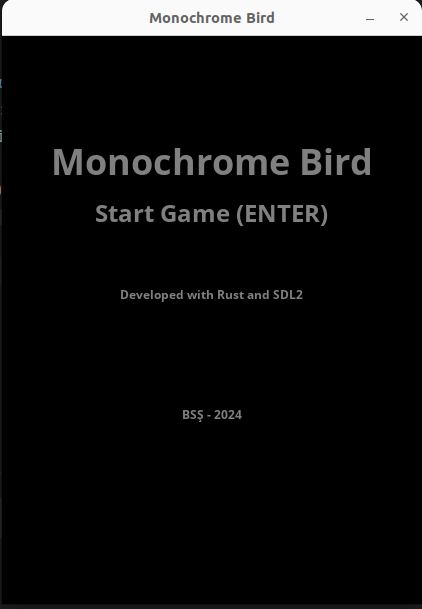 Monochrome Bird
Monochrome Bird
Start Game (ENTER)
Developed with Rust and SDL2
BSŞ - 2024